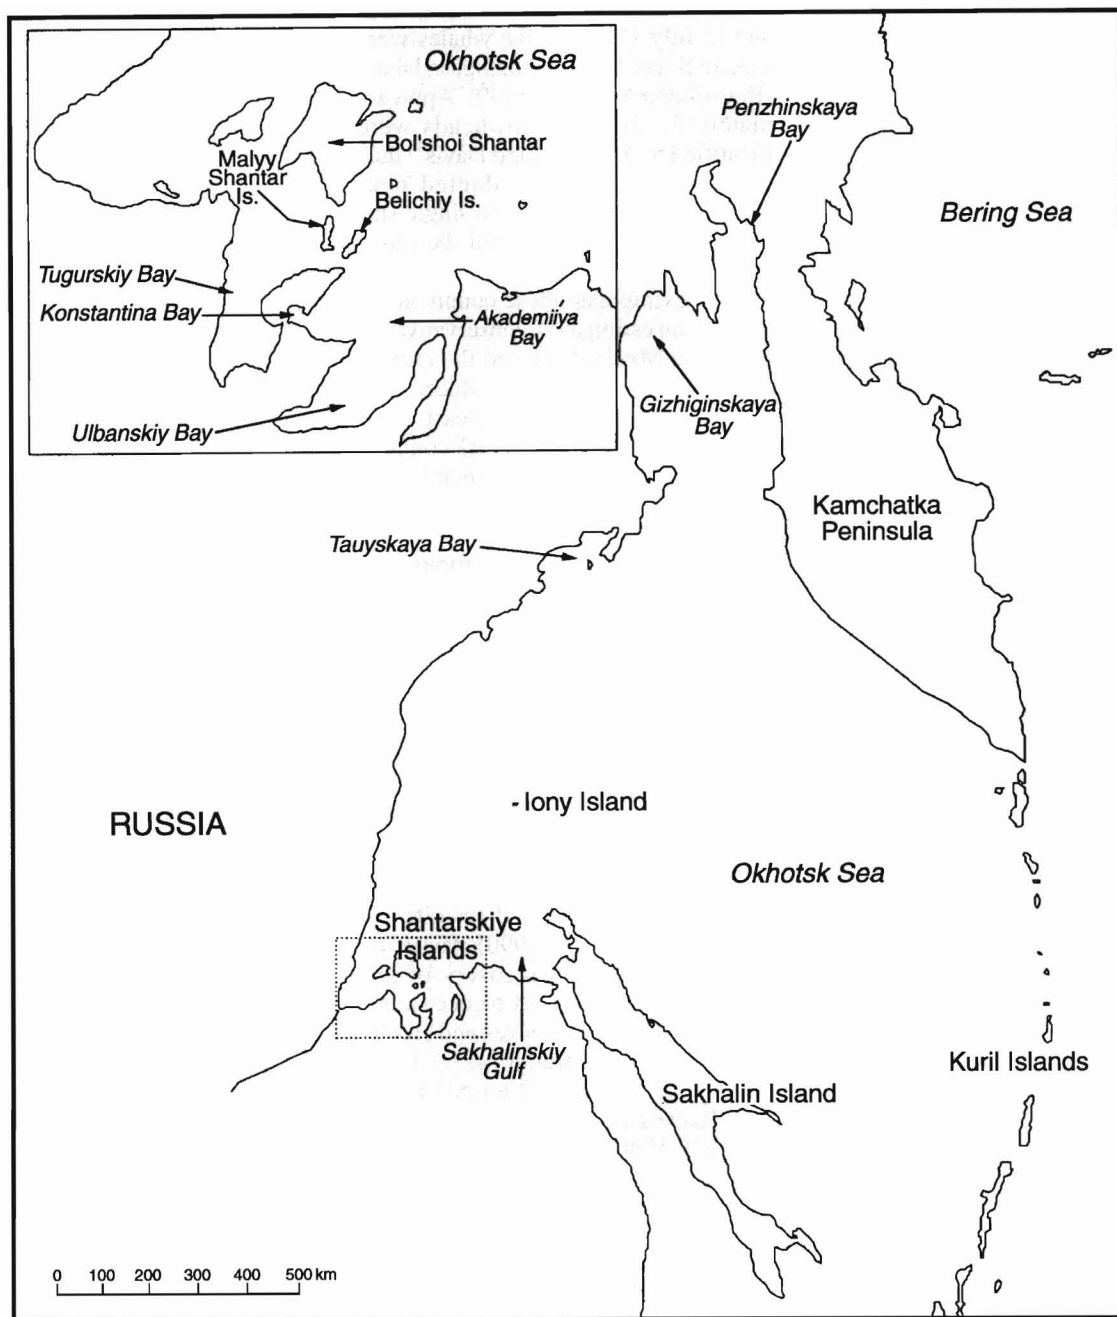 Okhotsk Sea
Bol'shoi Shantar
Malyy
Shantar
Is.
Belichiy Is.
Tugurskiy Bay
Konstantina Bay
Akademiiya
Bay
Ulbanskiy Bay
Penzhinskaya
Bay
Bering Sea
Gizhiginskaya
Bay
Kamchatka
Peninsula
Tauyskaya Bay
Iony Island
RUSSIA
Okhotsk Sea
Shantarskiye
Islands
Sakhalinskiy
Gulf
Kuril Islands
Sakhalin Island
0 100 200 300 400 500 km